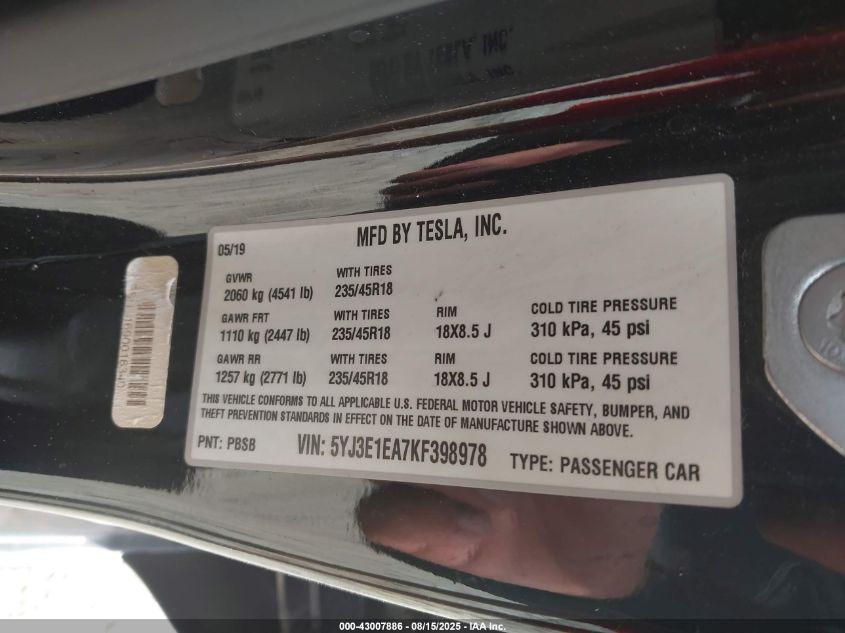 MFD BY TESLA, INC.
05/19
GVWR WITH TIRES
2060 kg (4541 lb) 235/45R18
GAWR FRT WITH TIRES RIM COLD TIRE PRESSURE
1110 kg (2447 lb) 235/45R18 18X8.5 J 310 kPa, 45 psi
GAWR RR WITH TIRES RIM COLD TIRE PRESSURE
1257 kg (2771 lb) 235/45R18 18X8.5 J 310 kPa, 45 psi
THIS VEHICLE CONFORMS TO ALL APPLICABLE U.S. FEDERAL MOTOR VEHICLE SAFETY, BUMPER, AND
THEFT PREVENTION STANDARDS IN EFFECT ON THE DATE OF MANUFACTURE SHOWN ABOVE.
PNT: PBSB VIN: 5YJ3E1EA7KF398978 TYPE: PASSENGER CAR
000-43007886 - 08/15/2025 - IAAI, Inc.